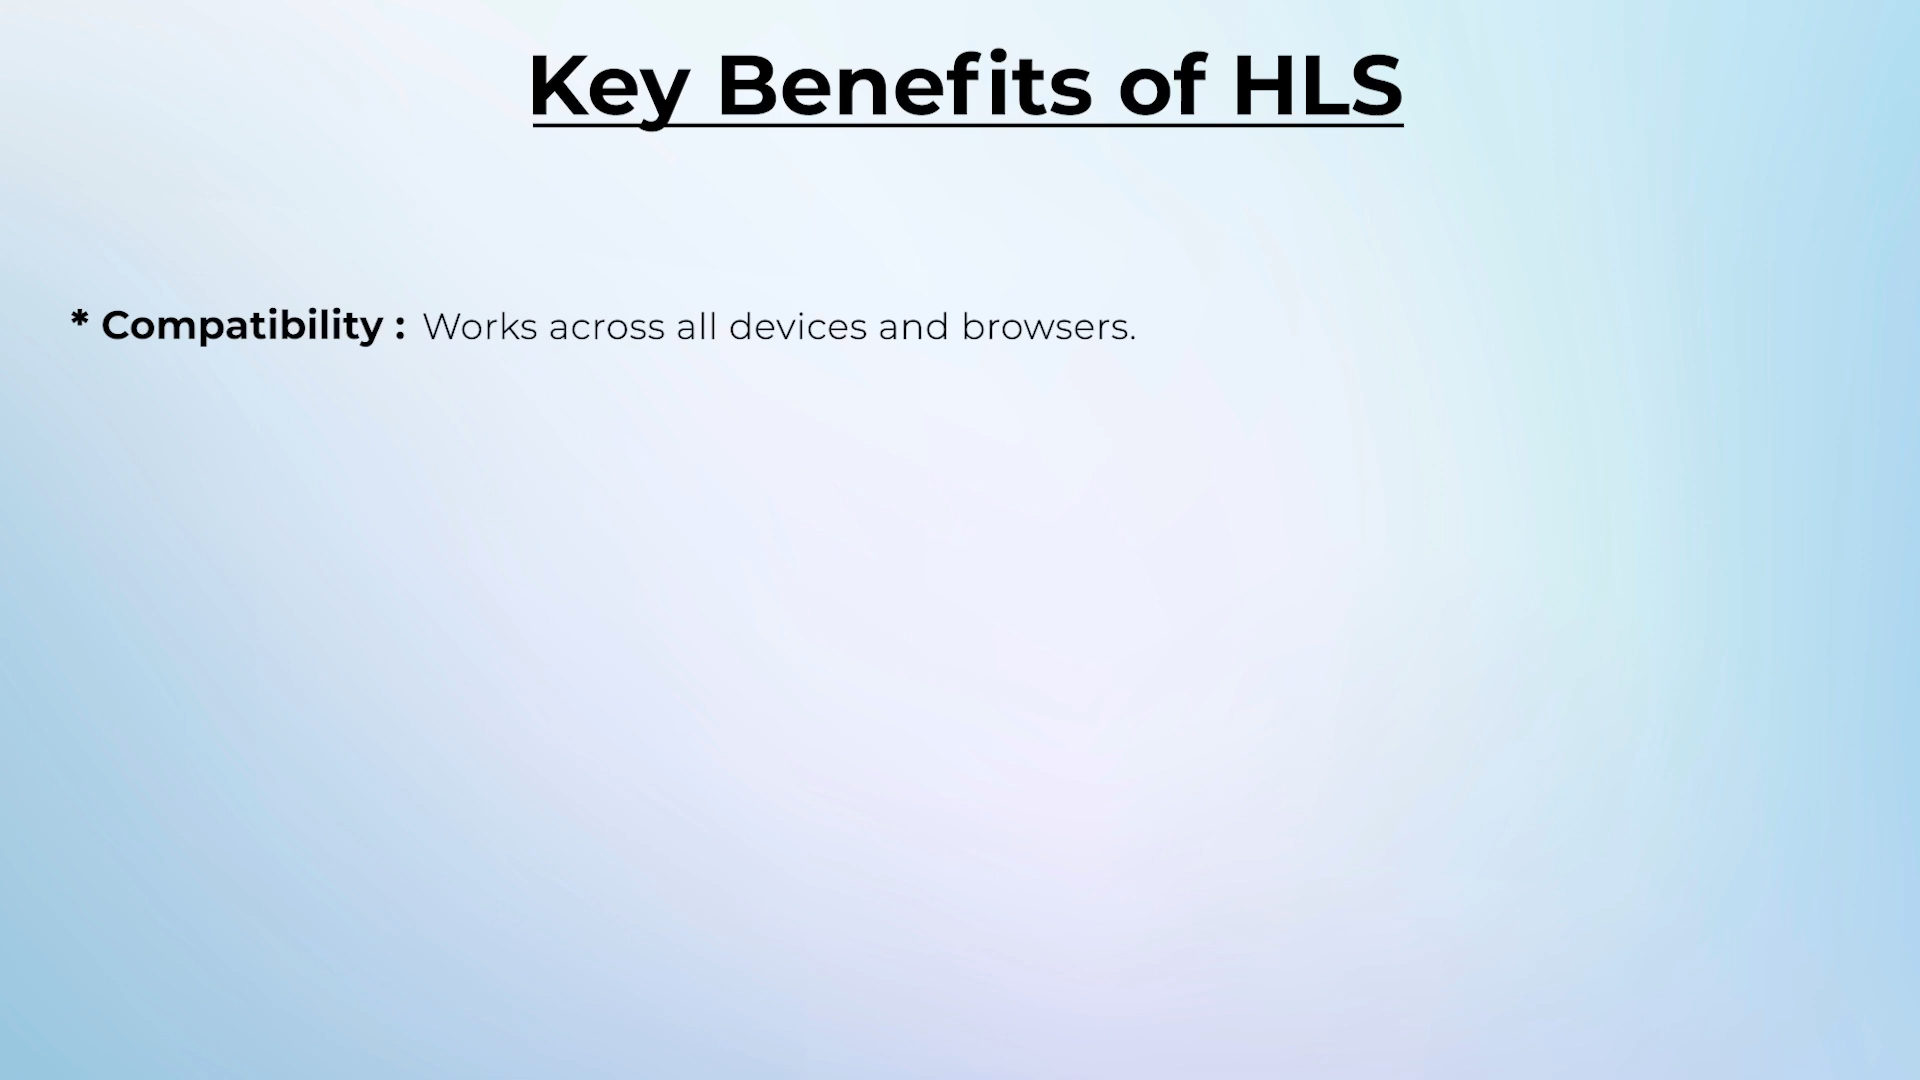 Key Benefits of HLS
* Compatibility : Works across all devices and browsers.